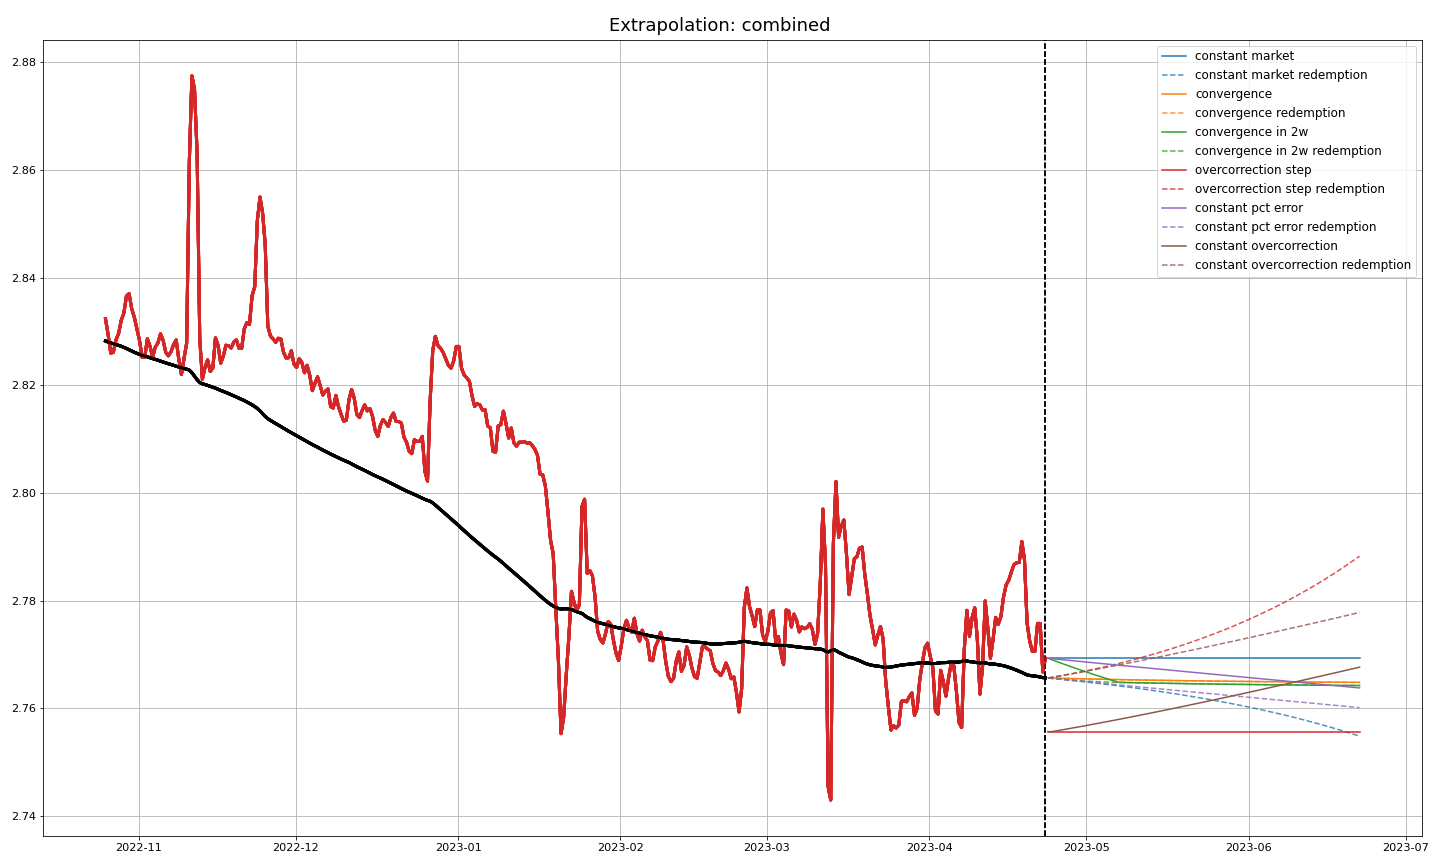 Extrapolation: combined
2.88
2.86
2.84
2.82
2.80
2.78
2.76
2.74
constant market
constant market redemption
convergence
convergence redemption
convergence in 2w
convergence in 2w redemption
overcorrection step
overcorrection step redemption
constant pct error
constant pct error redemption
constant overcorrection
constant overcorrection redemption
2022-11
2022-12
2023-01
2023-02
2023-03
2023-04
2023-05
2023-06
2023-07